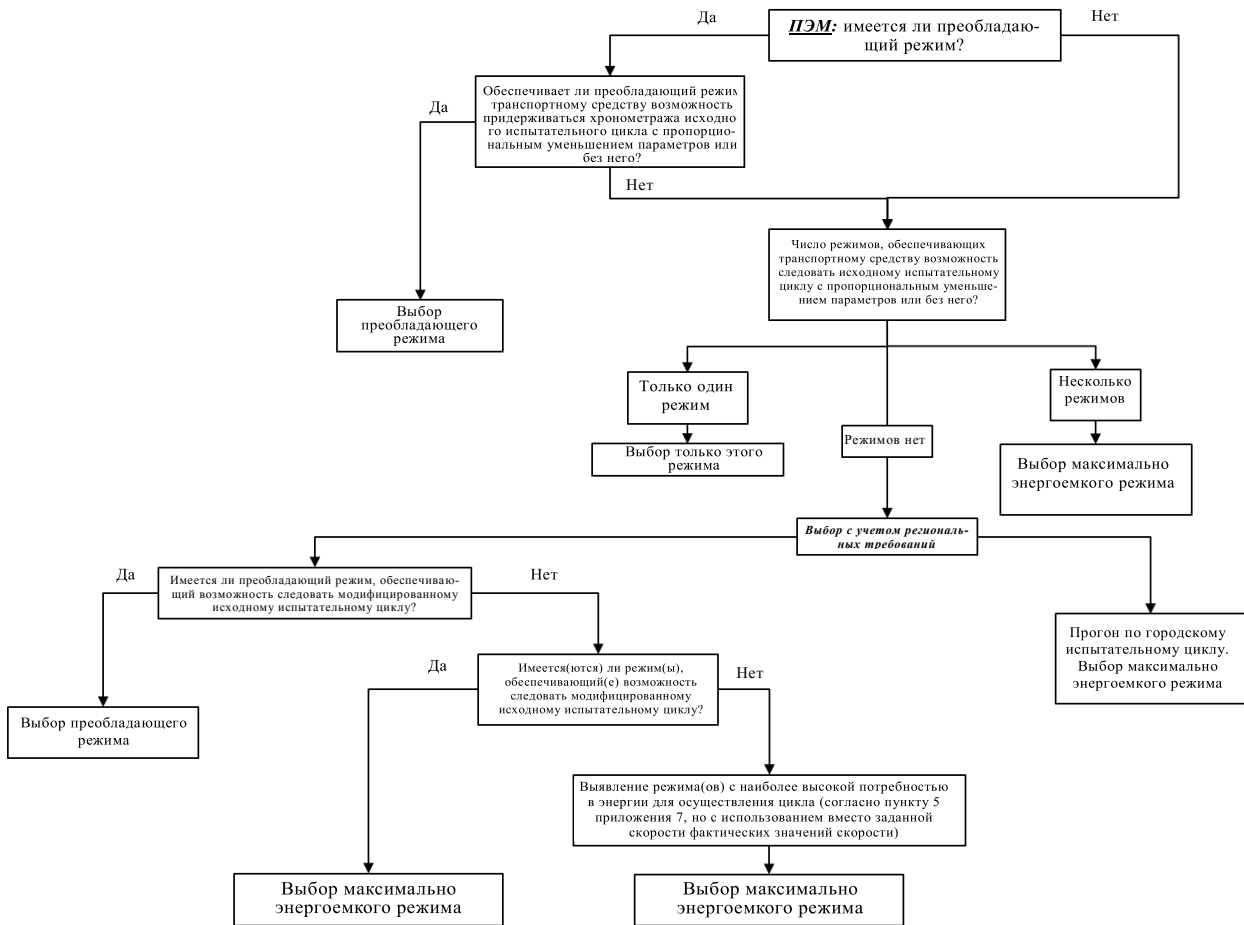 Да
ПЭМ: имеется ли преобладаю-
щий режим?
Нет
Обеспечивает ли преобладающий режим
транспортному средству возможность
придерживаться хронометража исходно-
го испытательного цикла с пропорцио-
нальным уменьшением параметров или
без него?
Да
Нет
Число режимов, обеспечивающих
транспортному средству возможность
следовать исходному испытательному
циклу с пропорциональным уменьше-
нием параметров или без него?
Выбор
преобладающего
режима
Только один
режим
Несколько
режимов
Режимов нет
Выбор только этого
режима
Выбор максимально
энергоемкого режима
Выбор с учетом региональ-
ных требований
Да
Имеется ли преобладающий режим, обеспечиваю-
щий возможность следовать модифицированному
исходному испытательному циклу?
Нет
Прогон по городскому
испытательному циклу.
Выбор максимально
энергоемкого режима
Да
Имеется(ются) ли режим(ы),
обеспечивающий(е) возможность
следовать модифицированному
исходному испытательному циклу?
Нет
Выбор преобладающего
режима
Выявление режима(ов) с наиболее высокой потребностью
в энергии для осуществления цикла (согласно пункту 5
приложения 7, но с использованием вместо заданной
скорости фактических значений скорости)
Выбор максимально
энергоемкого режима
Выбор максимально
энергоемкого режима